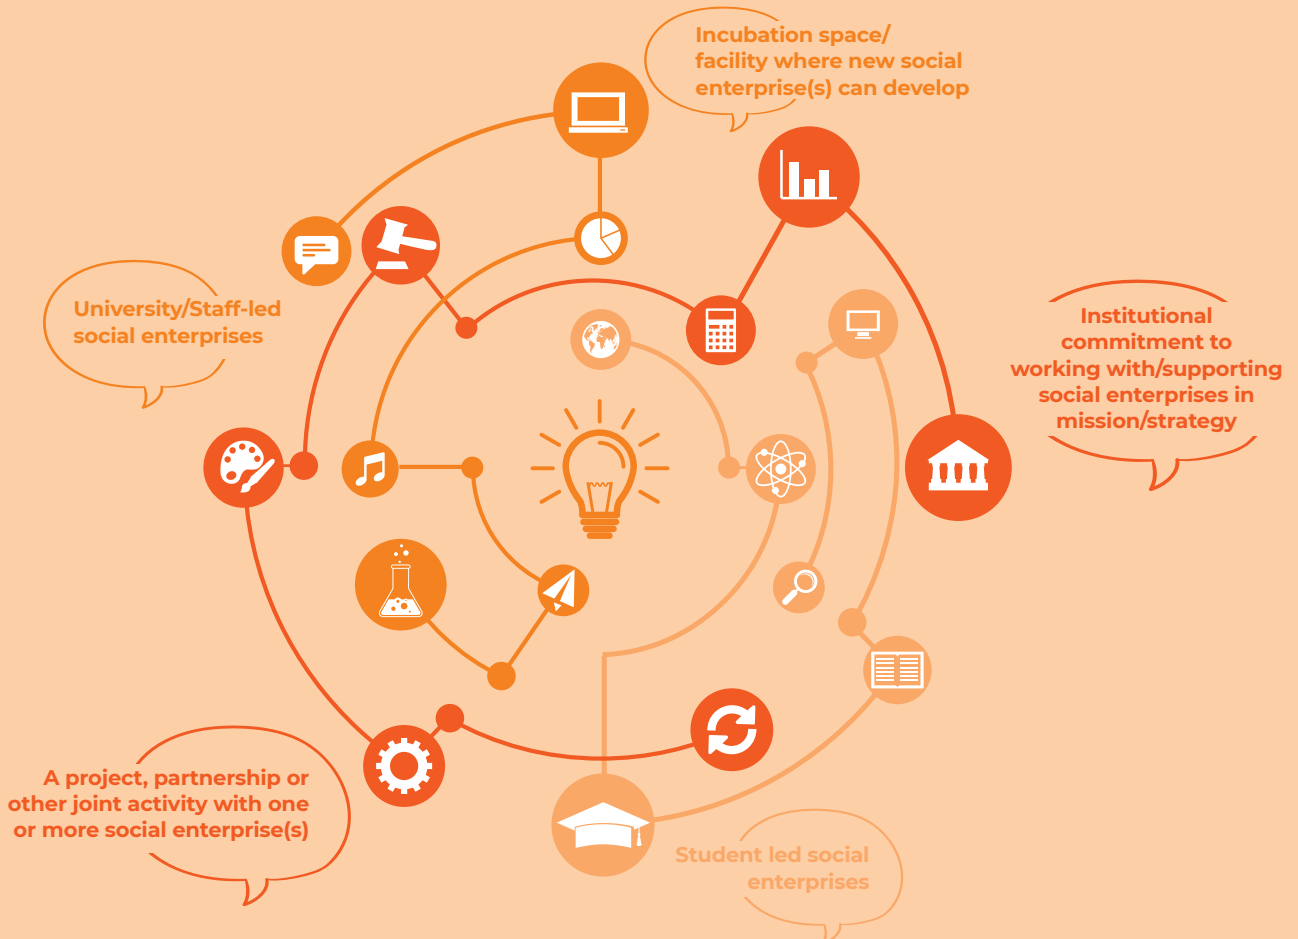 Incubation space/
facility where new social
enterprise(s) can develop
University/Staff-led
social enterprises
Institutional
commitment to
working with/supporting
social enterprises in
mission/strategy
A project, partnership or
other joint activity with one
or more social enterprise(s)
Student led social
enterprises